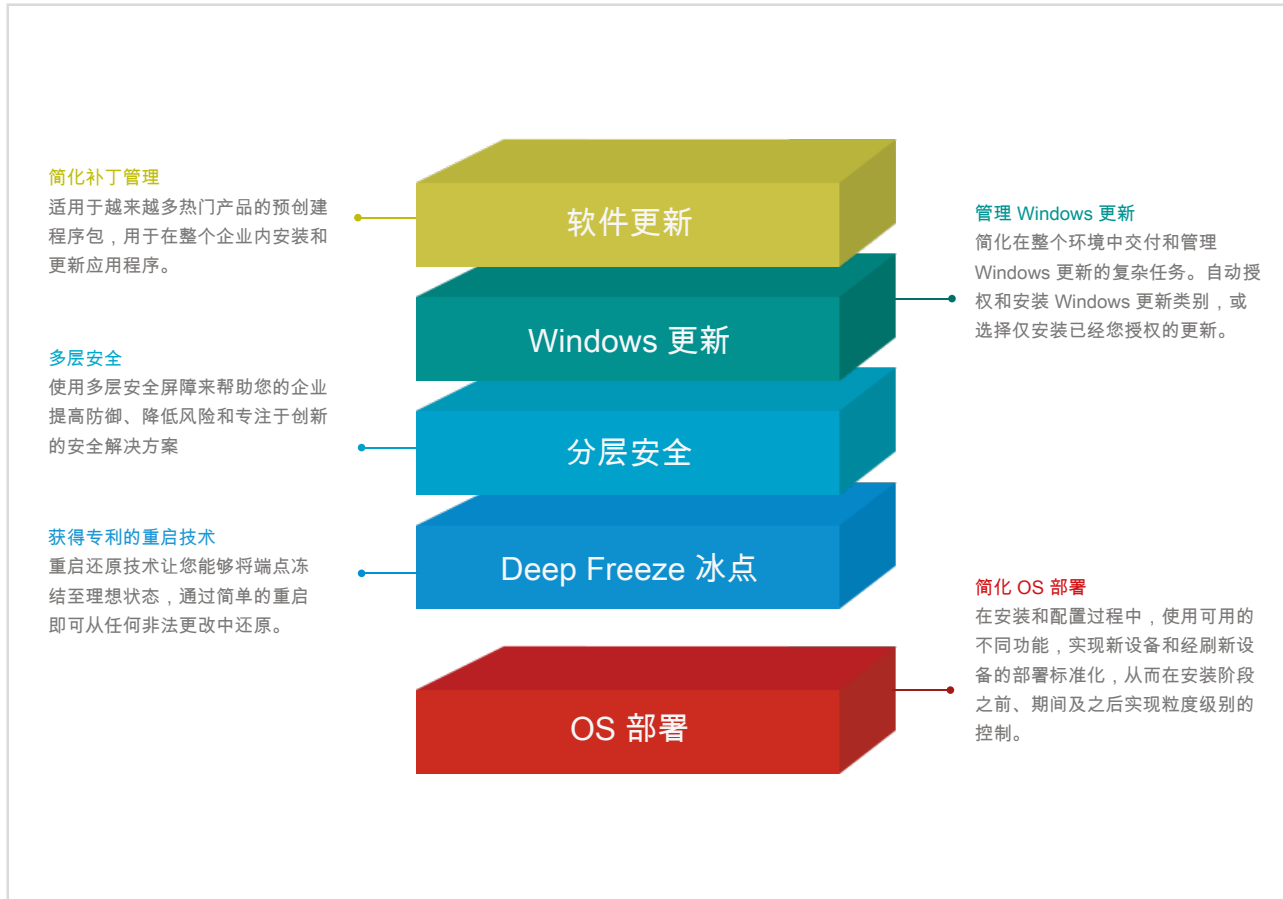 简化补丁管理
适用于越来越多热门产品的预创建
程序包，用于在整个企业内安装和
更新应用程序。
多层安全
使用多层安全屏障来帮助您的企业
提高防御、降低风险和专注于创新
的安全解决方案
获得专利的重启技术
重启还原技术让您能够将端点冻
结至理想状态，通过简单的重启
即可从任何非法更改中还原。
软件更新
Windows 更新
分层安全
Deep Freeze 冰点
OS 部署
管理 Windows 更新
简化在整个环境中交付和管理
Windows 更新的复杂任务。自动授
权和安装 Windows 更新类别，或
选择仅安装已经您授权的更新。
简化 OS 部署
在安装和配置过程中，使用可用的
不同功能，实现新设备和经刷新设
备的部署标准化，从而在安装阶段
之前、期间及之后实现粒度级别的
控制。